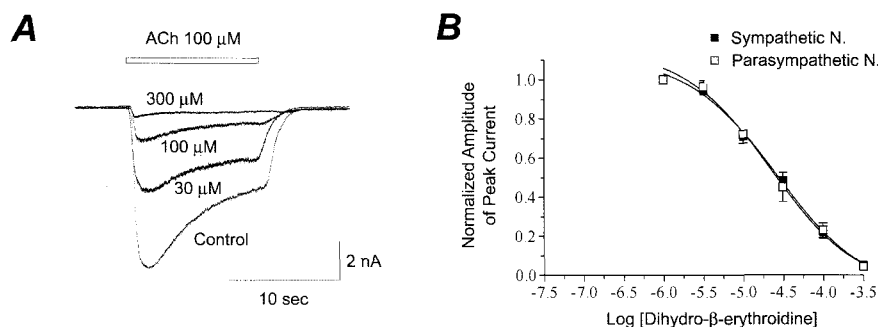 A
ACh 100 μM
300 μM
100 μM
30 μM
Control
2 nA
10 sec
B
Sympathetic N.
Parasympathetic N.
Normalized Amplitude
of Peak Current
1.0
0.8
0.6
0.4
0.2
0.0
-7.5 -7.0 -6.5 -6.0 -5.5 -5.0 -4.5 -4.0 -3.5
Log [Dihydro-β-erythroidine]